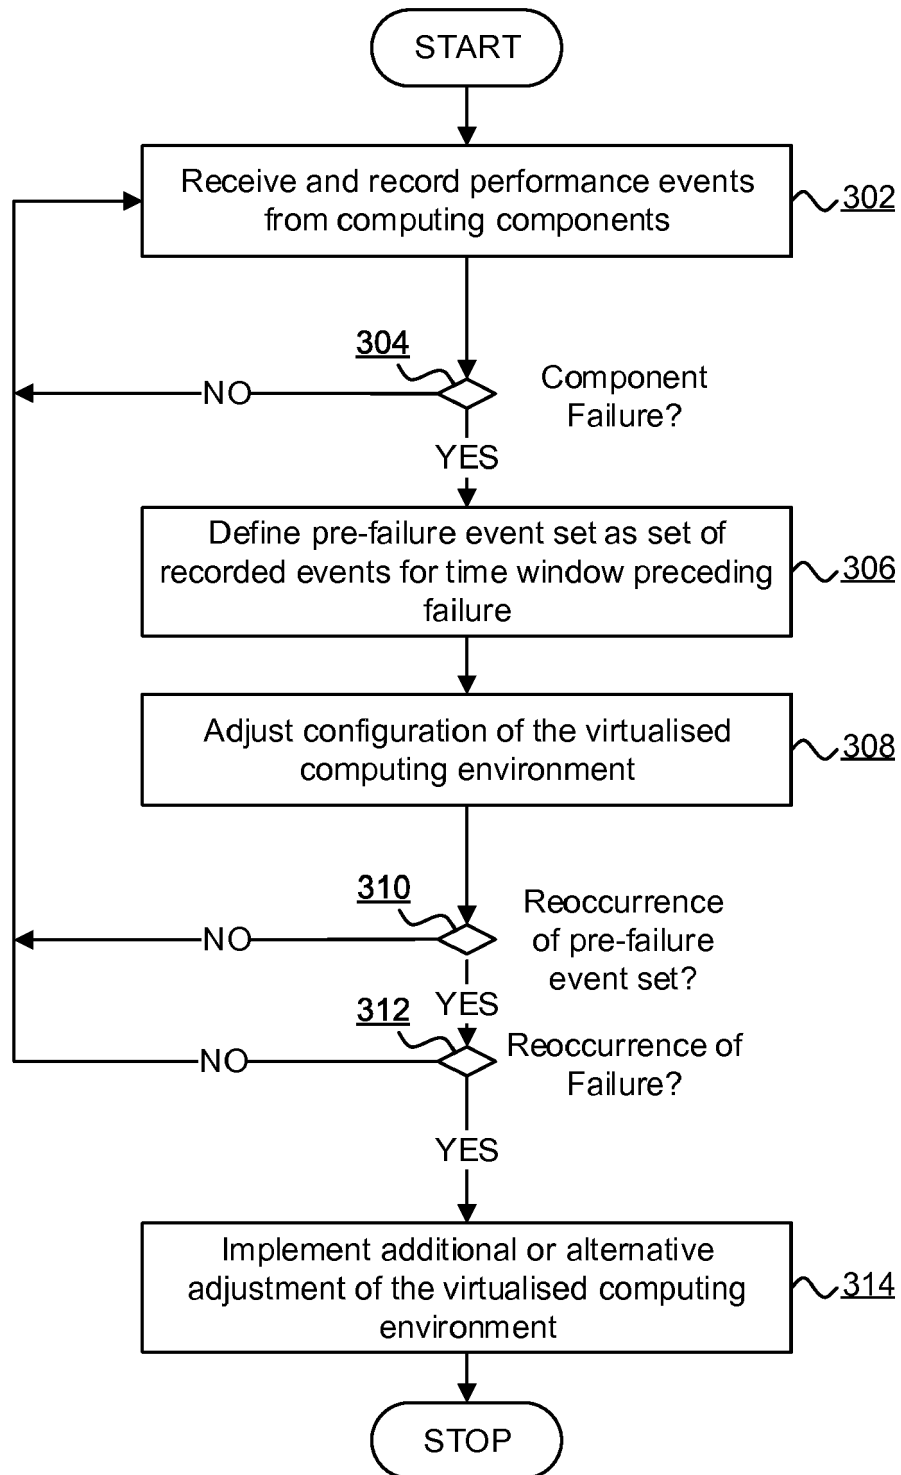 START
Receive and record performance events
from computing components
302
304
NO
Component
Failure?
YES
Define pre-failure event set as set of
recorded events for time window preceding
failure
306
Adjust configuration of the virtualised
computing environment
308
310
NO
Reoccurrence
of pre-failure
event set?
YES
312
NO
Reoccurrence of
Failure?
YES
Implement additional or alternative
adjustment of the virtualised computing
environment
314
STOP